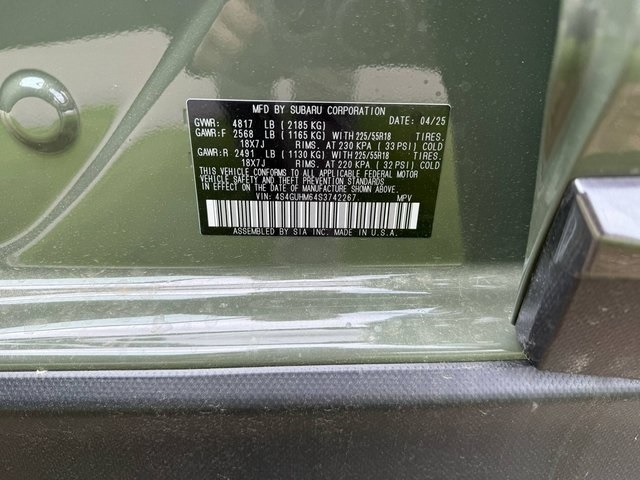 MFD BY SUBARU CORPORATION DATE: 04/25
GVWR: 4817 LB (2185 KG)
GAWR:F 2568 LB (1165 KG) WITH 225/55R18 TIRES.
18X7J RIMS. AT 230 KPA (33 PSI) COLD
GAWR:R 2491 LB (1130 KG) WITH 225/55R18 TIRES.
18X7J RIMS. AT 220 KPA (32 PSI) COLD
THIS VEHICLE CONFORMS TO ALL APPLICABLE FEDERAL MOTOR
VEHICLE SAFETY AND THEFT PREVENTION STANDARDS
IN EFFECT ON THE DATE OF MANUFACTURE SHOWN ABOVE.
VIN: 4S4GUHM64S3742267 MPV
ASSEMBLED BY SIA INC. MADE IN U.S.A.